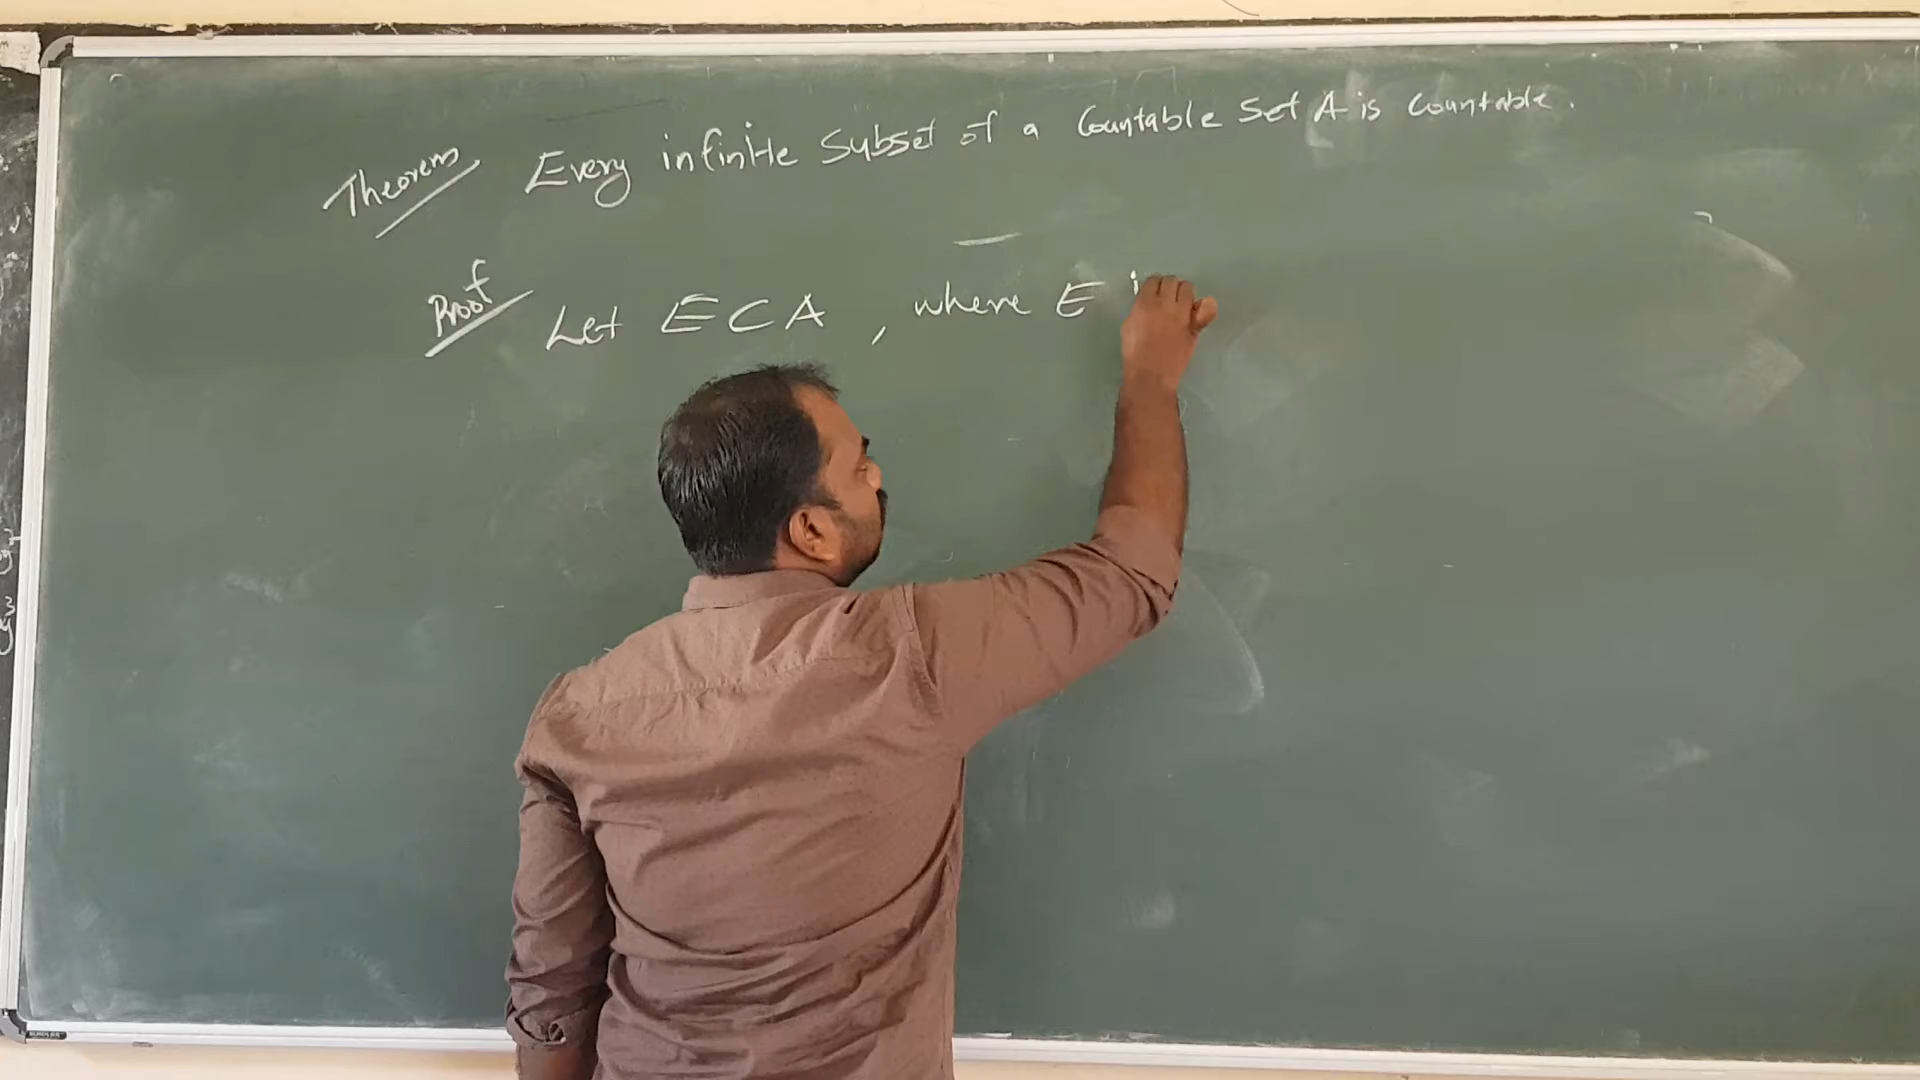 Theorem Every infinite Subset of a Countable Set A is Countable.
Proof Let E ⊂ A , where E i